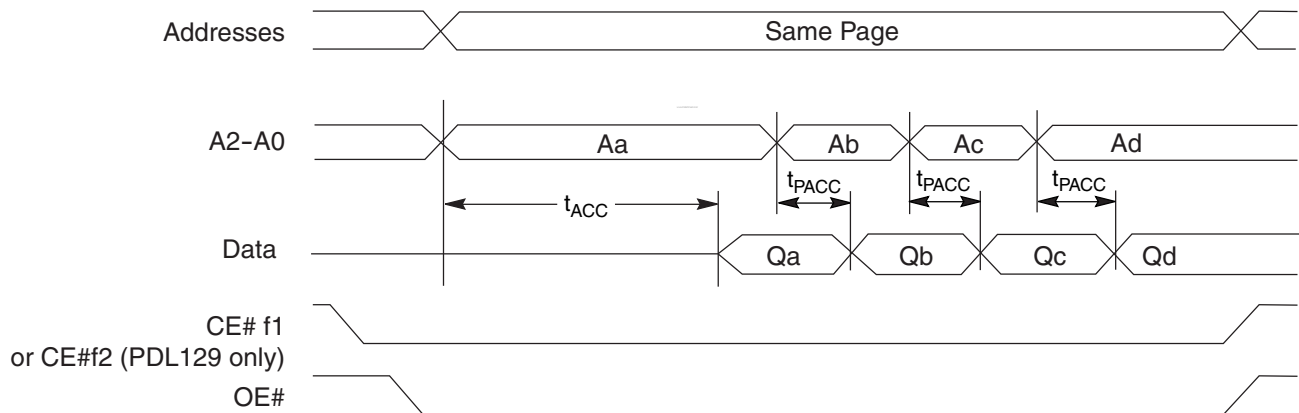 Addresses
Same Page
A2–A0
Aa
Ab
Ac
Ad
tPACC
tPACC
tPACC
tACC
Data
Qa
Qb
Qc
Qd
CE# f1
or CE#f2 (PDL129 only)
OE#